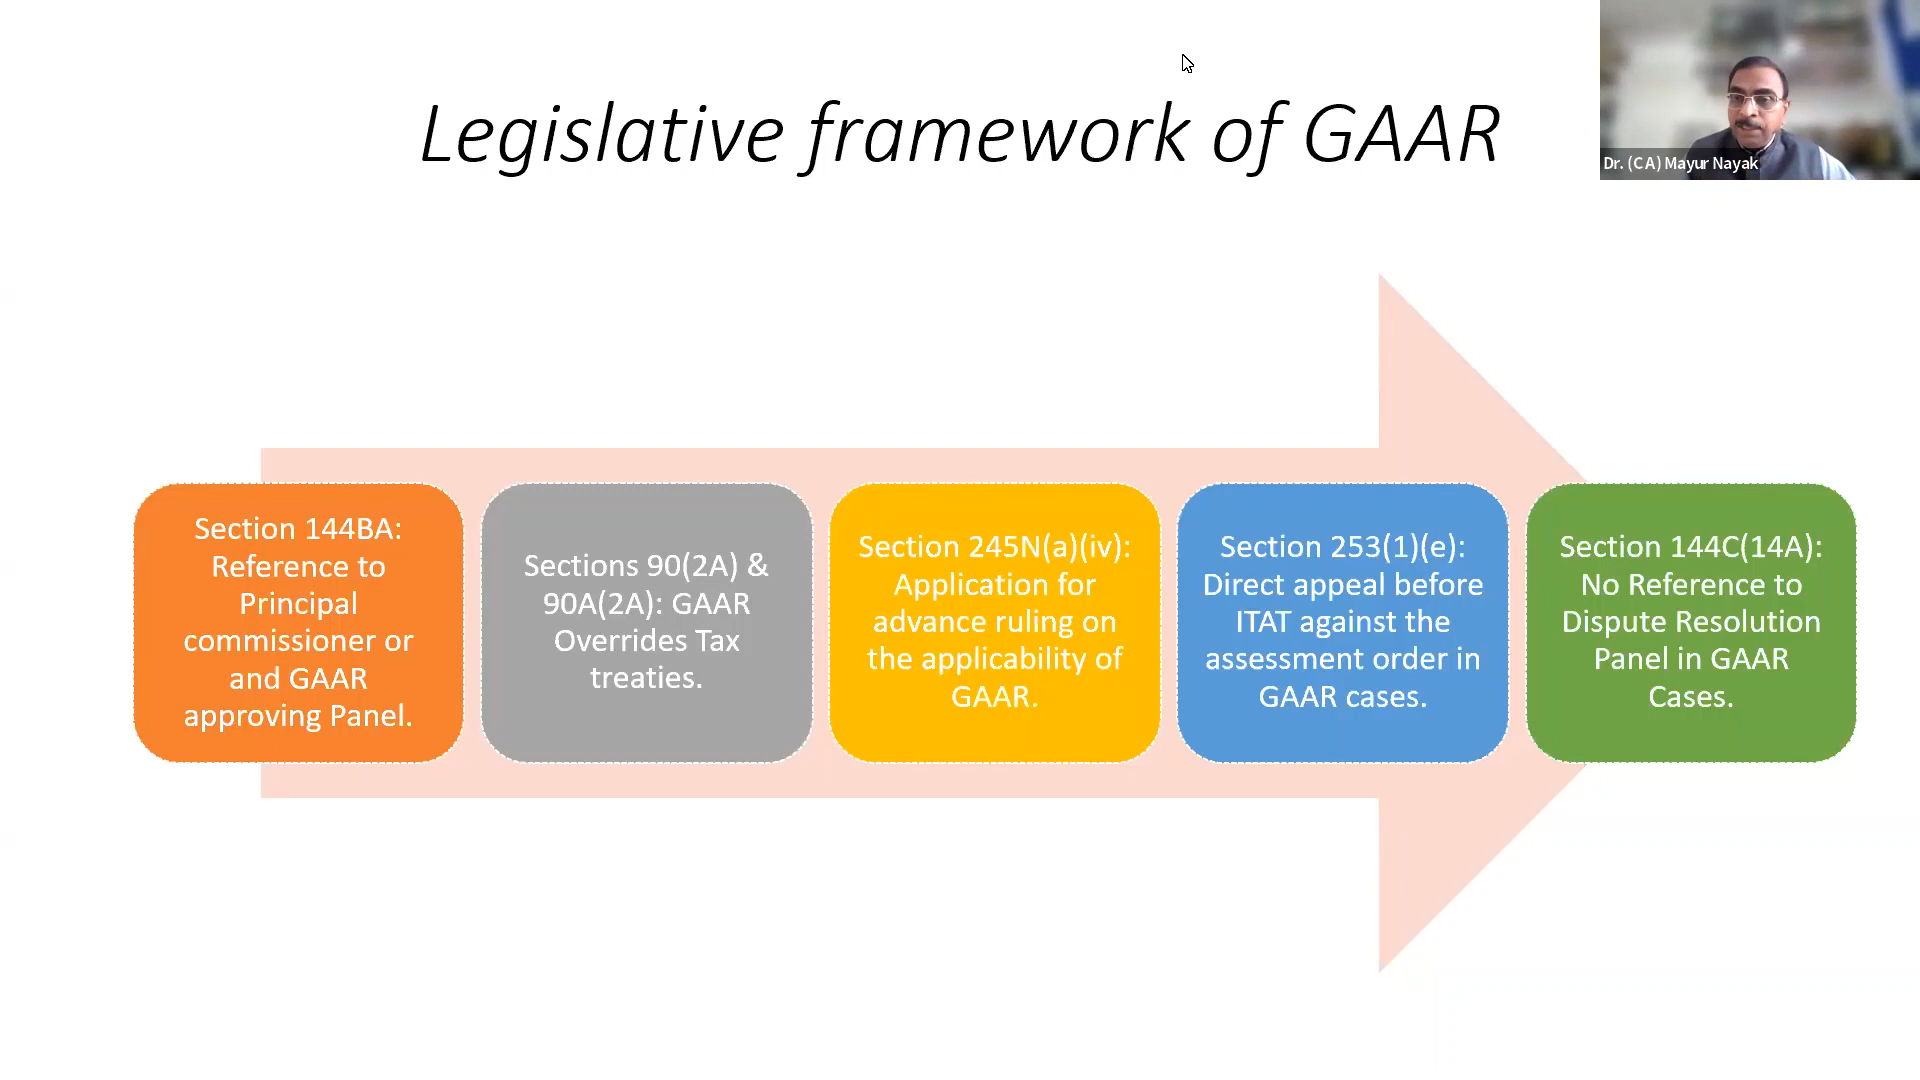 Legislative framework of GAAR
Dr. (CA) Mayur Nayak
Section 144BA:
Reference to
Principal
commissioner or
and GAAR
approving Panel.
Sections 90(2A) &
90A(2A): GAAR
Overrides Tax
treaties.
Section 245N(a)(iv):
Application for
advance ruling on
the applicability of
GAAR.
Section 253(1)(e):
Direct appeal before
ITAT against the
assessment order in
GAAR cases.
Section 144C(14A):
No Reference to
Dispute Resolution
Panel in GAAR
Cases.